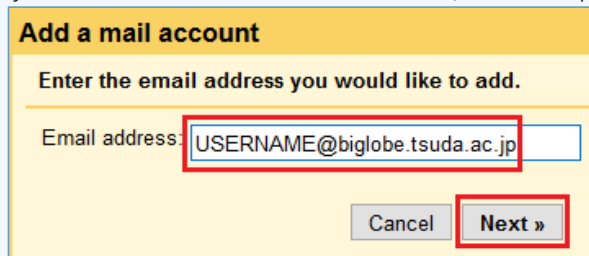 Add a mail account
Enter the email address you would like to add.
Email address: USERNAME@biglobe.tsuda.ac.jp
Cancel Next »